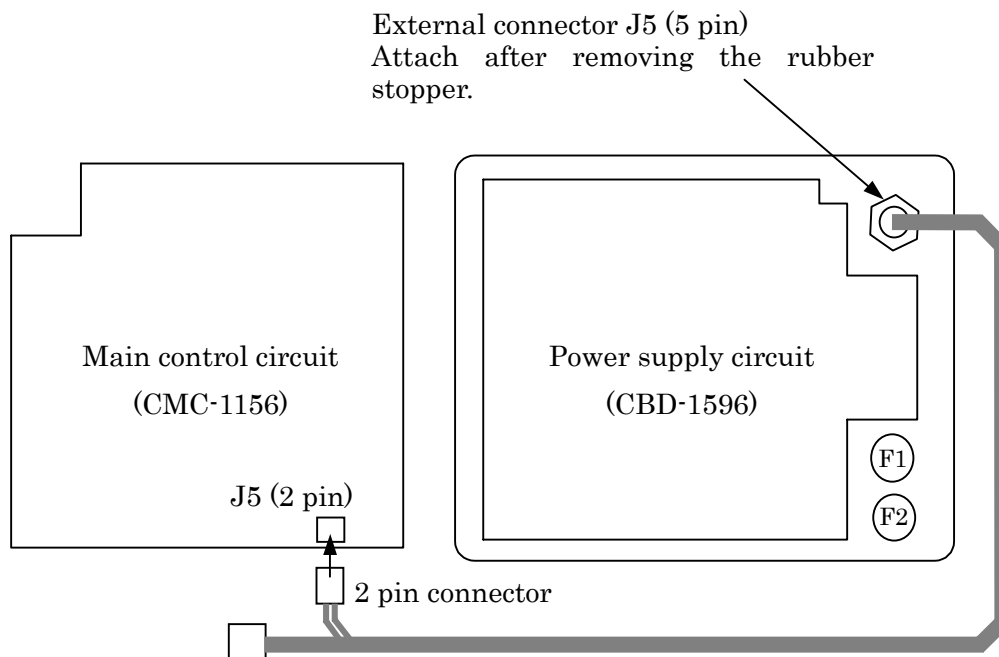 External connector J5 (5 pin)
Attach after removing the rubber
stopper.
Main control circuit
(CMC-1156)
Power supply circuit
(CBD-1596)
F1
J5 (2 pin)
F2
2 pin connector